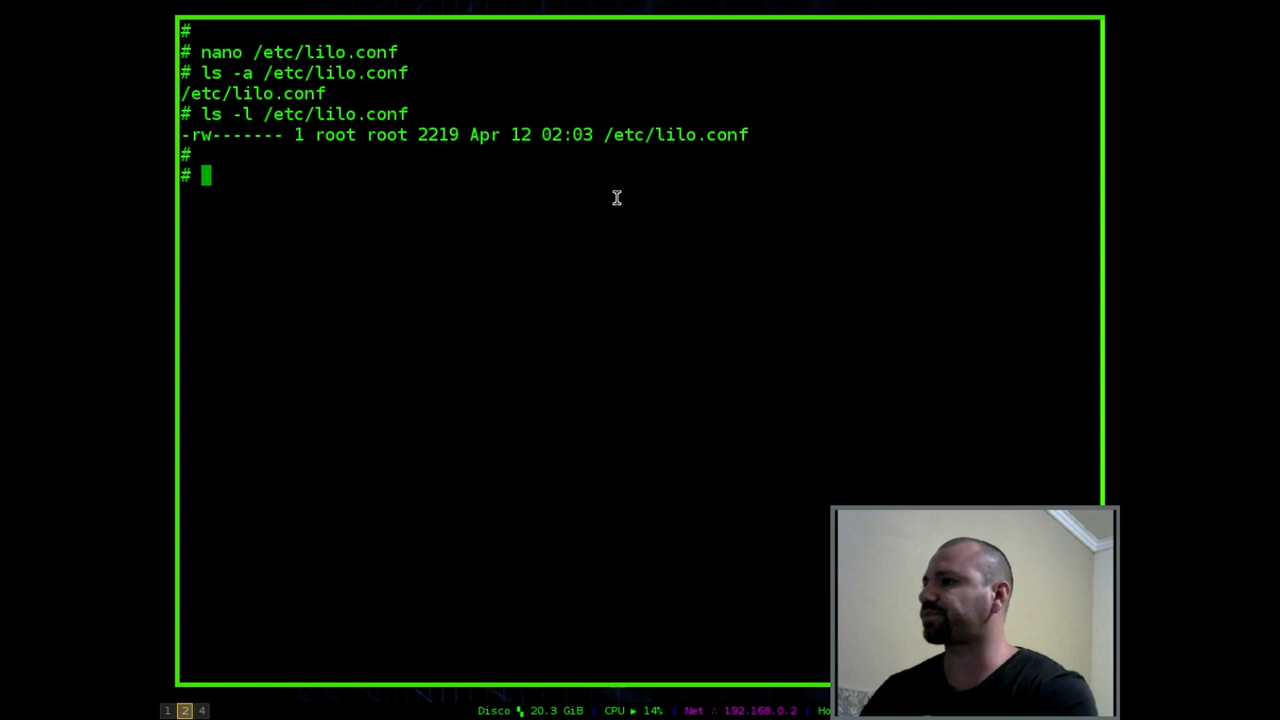 #
# nano /etc/lilo.conf
# ls -a /etc/lilo.conf
/etc/lilo.conf
# ls -l /etc/lilo.conf
-rw------- 1 root root 2219 Apr 12 02:03 /etc/lilo.conf
#
#
1 2 4 Disco 20.3 GiB | CPU ▶ 14% | Net ∴ 192.168.0.2 | Ho